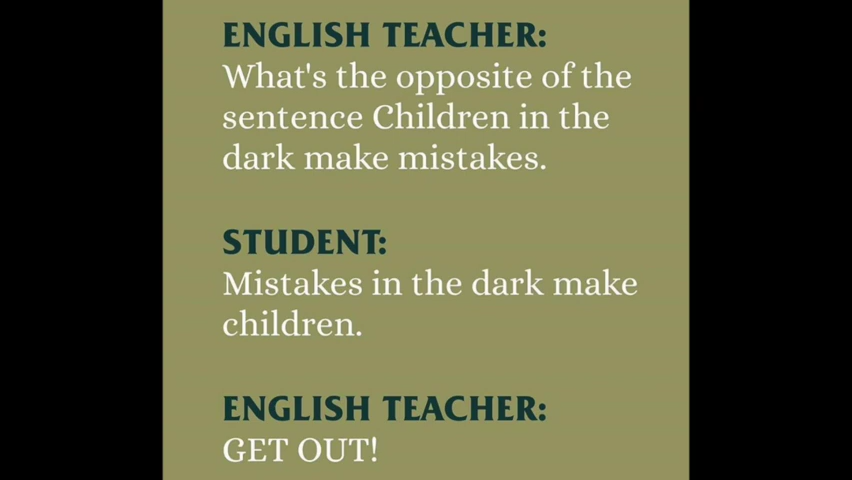 ENGLISH TEACHER:
What's the opposite of the
sentence Children in the
dark make mistakes.
STUDENT:
Mistakes in the dark make
children.
ENGLISH TEACHER:
GET OUT!